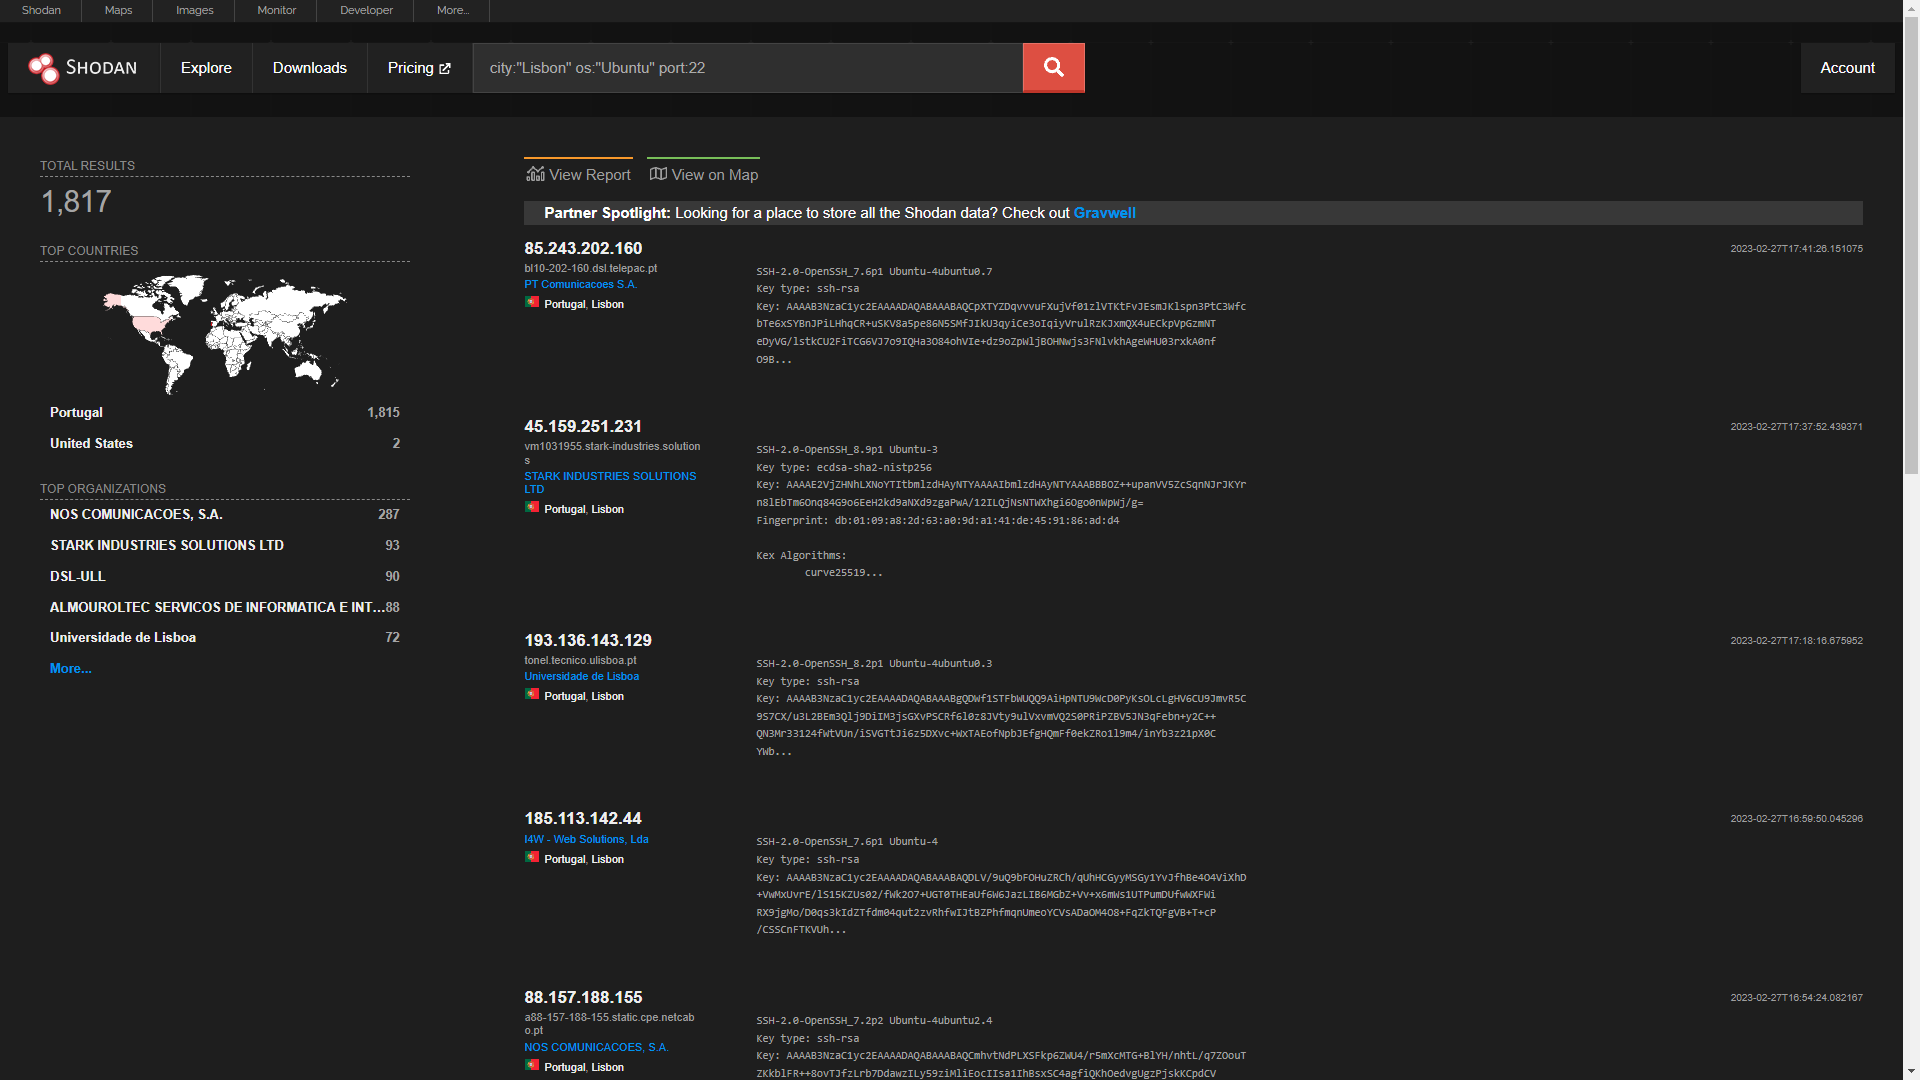 Shodan
Maps
Images
Monitor
Developer
More...
SHODAN
Explore
Downloads
Pricing
city:"Lisbon" os:"Ubuntu" port:22
Account
TOTAL RESULTS
1,817
TOP COUNTRIES
Portugal 1,815
United States 2
TOP ORGANIZATIONS
NOS COMUNICACOES, S.A. 287
STARK INDUSTRIES SOLUTIONS LTD 93
DSL-ULL 90
ALMOUROLTEC SERVICOS DE INFORMATICA E INT...88
Universidade de Lisboa 72
More...
View Report
View on Map
Partner Spotlight: Looking for a place to store all the Shodan data? Check out Gravwell
85.243.202.160
2023-02-27T17:41:26.151075
bl10-202-160.dsl.telepac.pt
PT Comunicacoes S.A.
Portugal, Lisbon
SSH-2.0-OpenSSH_7.6p1 Ubuntu-4ubuntu0.7
Key type: ssh-rsa
Key: AAAAB3NzaC1yc2EAAAADAQABAAABAQCpXTYZDqvvvuFXujVf01zlVTKtFvJEsmJKlspn3PtC3Wfc
bTe6xSYBnJPiLHhqCR+uSKV8a5pe86N5SMfJIkU3qyiCe3oIqiyVrulRzKJxmQX4uECkpVpGzmNT
eDyVG/lstkCU2FiTCG6VJ7o9IQHa3O84ohVIe+dz9oZpWljBOHNwjs3FNlvkhAgeWHU03rxkA0nf
O9B...
45.159.251.231
2023-02-27T17:37:52.439371
vm1031955.stark-industries.solution
s
STARK INDUSTRIES SOLUTIONS
LTD
Portugal, Lisbon
SSH-2.0-OpenSSH_8.9p1 Ubuntu-3
Key type: ecdsa-sha2-nistp256
Key: AAAAE2VjZHNhLXNoYTItbmlzdHAyNTYAAAAIbmlzdHAyNTYAAABBBOZ++upanVV5ZcSqnNJrJKYr
n8lEbTm6Onq84G9o6EeH2kd9aNXd9zgaPwA/12ILQjNsNTWXhgi6Ogo0nWpWj/g=
Fingerprint: db:01:09:a8:2d:63:a0:9d:a1:41:de:45:91:86:ad:d4
Kex Algorithms:
curve25519...
193.136.143.129
2023-02-27T17:18:16.675952
tonel.tecnico.ulisboa.pt
Universidade de Lisboa
Portugal, Lisbon
SSH-2.0-OpenSSH_8.2p1 Ubuntu-4ubuntu0.3
Key type: ssh-rsa
Key: AAAAB3NzaC1yc2EAAAADAQABAAABgQDWf1STFbWUQQ9AiHpNTU9WcD0PyKsOLcLgHV6CU9JmvR5C
9S7CX/u3L2BEm3Qlj9DiIM3jsGXvPSCRf6l0z8JVty9ulVxvmVQ2S0PRiPZBV5JN3qFebn+y2C++
QN3Mr33124fWtVUn/iSVGTtJi6z5DXvc+WxTAEofNpbJEfgHQmFf0ekZRo1l9m4/inYb3z21pX0C
YWb...
185.113.142.44
2023-02-27T16:59:50.045296
I4W - Web Solutions, Lda
Portugal, Lisbon
SSH-2.0-OpenSSH_7.6p1 Ubuntu-4
Key type: ssh-rsa
Key: AAAAB3NzaC1yc2EAAAADAQABAAABAQDLV/9uQ9bFOHuZRCh/qUhHCGyyMSGy1YvJfhBe4O4ViXhD
+VwMxUvrE/lS15KZUs02/fWk2O7+UGT0THEaUf6W6JazLIB6MGbZ+Vv+x6mWs1UTPumDUfwWXFWi
RX9jgMo/D0qs3kIdZTfdm04qut2zvRhfwIJtBZPhfmqnUmeoYCVsADaOM4O8+FqZkTQFgVB+T+cP
/CSSCnFTKVUh...
88.157.188.155
2023-02-27T16:54:24.082167
a88-157-188-155.static.cpe.netcab
o.pt
NOS COMUNICACOES, S.A.
Portugal, Lisbon
SSH-2.0-OpenSSH_7.2p2 Ubuntu-4ubuntu2.4
Key type: ssh-rsa
Key: AAAAB3NzaC1yc2EAAAADAQABAAABAQCmhvtNdPLXSFkp6ZWU4/r5mXcMTG+BlYH/nhtL/q7ZOouT
ZKkblFR++8ovTJfzLrb7DdawzILy59ziMliEocIIsa1IhBsxSC4agfiQKhOedvgUgzPjskKCpdCV